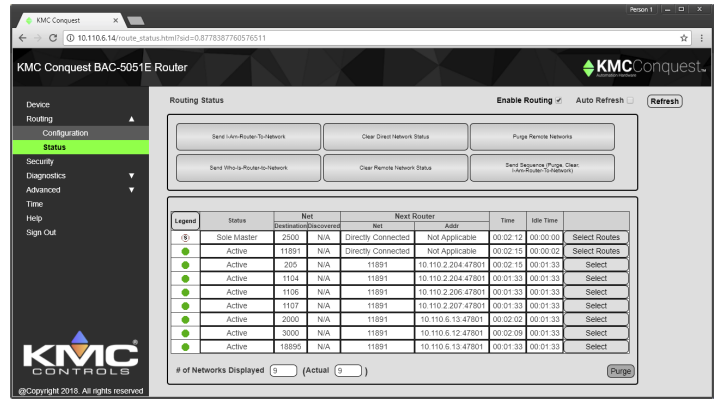 Person 1
KMC Conquest
10.110.6.14/route_status.html?sid=0.8778387760576511
KMC Conquest BAC-5051E Router
KMC Conquest
Automation Hardware
Device
Routing
Configuration
Status
Security
Diagnostics
Advanced
Time
Help
Sign Out
KMC
CONTROLS
@Copyright 2018. All rights reserved
Routing Status
Enable Routing
Auto Refresh
Refresh
Send I-Am-Router-To-Network
Clear Direct Network Status
Purge Remote Networks
Send Who-Is-Router-to-Network
Clear Remote Network Status
Send Sequence (Purge, Clear,
I-Am-Router-To-Network)
Legend Status Net Next Router Time Idle Time
Destination Discovered Net Addr
S Sole Master 2500 N/A Directly Connected Not Applicable 00:02.12 00:00.00 Select Routes
Active 11891 N/A Directly Connected Not Applicable 00:02.15 00:00.02 Select Routes
Active 205 N/A 11891 10.110.2.204:47801 00:02.15 00:01.33 Select
Active 1104 N/A 11891 10.110.2.204:47801 00:01.33 00:01.33 Select
Active 1106 N/A 11891 10.110.2.206:47801 00:01.33 00:01.33 Select
Active 1107 N/A 11891 10.110.2.207:47801 00:01.33 00:01.33 Select
Active 2000 N/A 11891 10.110.6.13:47801 00:02.02 00:01.33 Select
Active 3000 N/A 11891 10.110.6.12:47801 00:02.09 00:01.33 Select
Active 18895 N/A 11891 10.110.6.13:47801 00:01.33 00:01.33 Select
# of Networks Displayed 9 (Actual 9 )
Purge